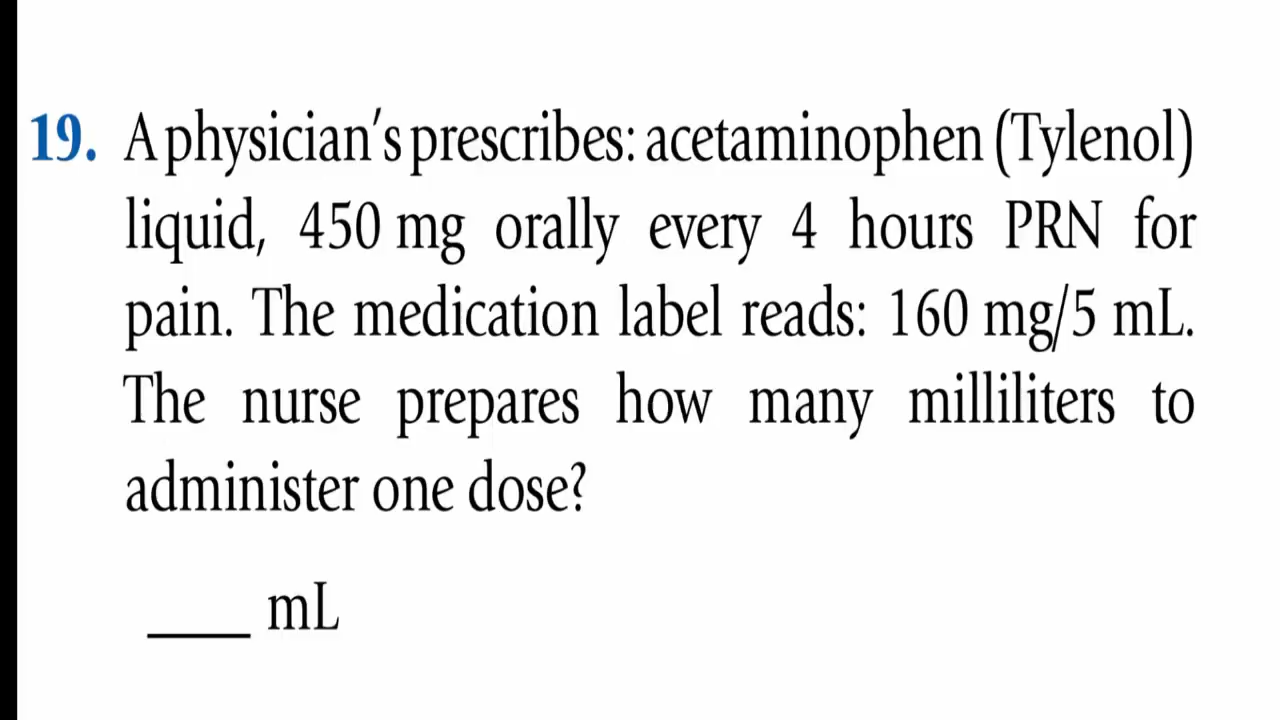 19. A physician's prescribes: acetaminophen (Tylenol)
liquid, 450 mg orally every 4 hours PRN for
pain. The medication label reads: 160 mg/5 mL.
The nurse prepares how many milliliters to
administer one dose?
____ mL